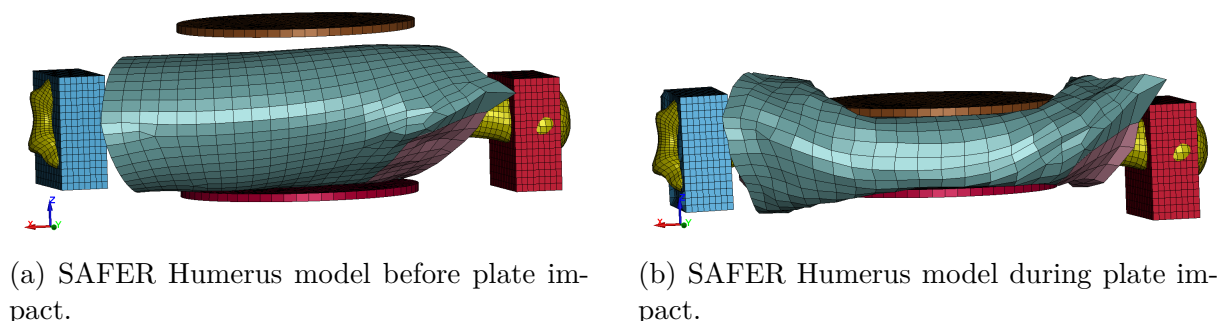 Z
X
Y
Z
X
Y
(a) SAFER Humerus model before plate im-
pact.
(b) SAFER Humerus model during plate im-
pact.